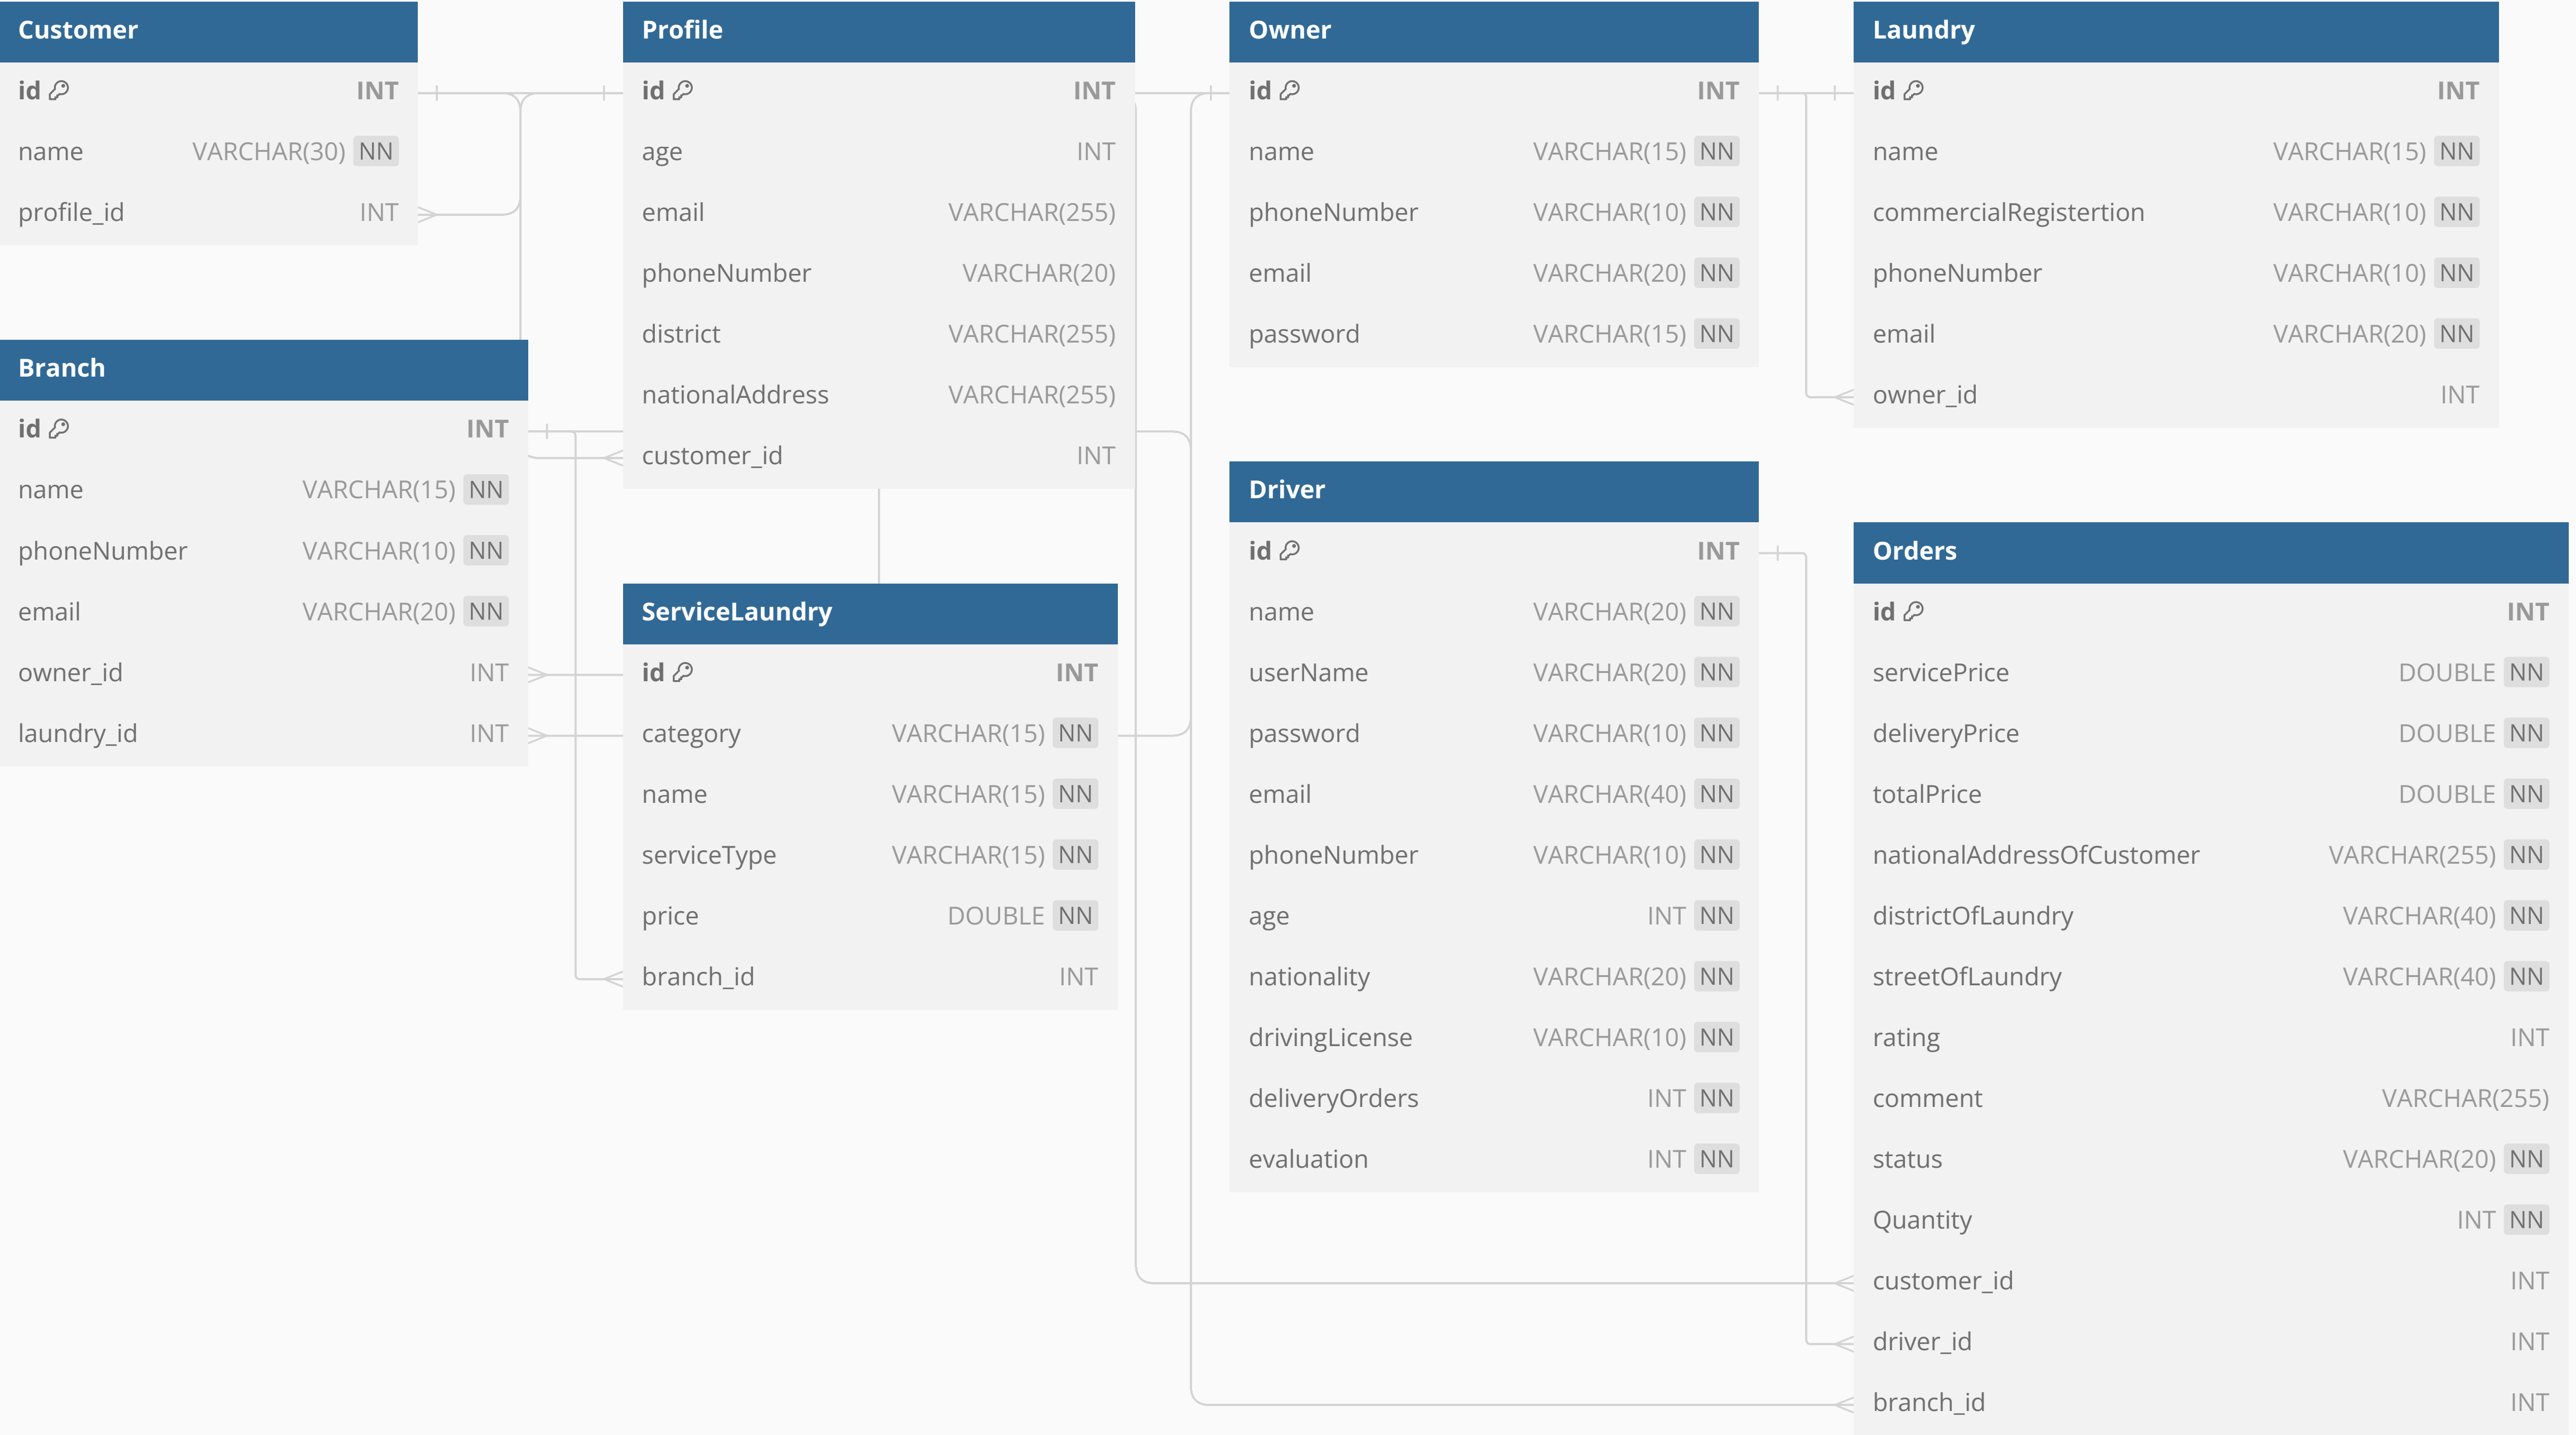 Customer
id INT
name VARCHAR(30) NN
profile_id INT
Profile
id INT
age INT
email VARCHAR(255)
phoneNumber VARCHAR(20)
district VARCHAR(255)
nationalAddress VARCHAR(255)
customer_id INT
Owner
id INT
name VARCHAR(15) NN
phoneNumber VARCHAR(10) NN
email VARCHAR(20) NN
password VARCHAR(15) NN
Laundry
id INT
name VARCHAR(15) NN
commercialRegistertion VARCHAR(10) NN
phoneNumber VARCHAR(10) NN
email VARCHAR(20) NN
owner_id INT
Branch
id INT
name VARCHAR(15) NN
phoneNumber VARCHAR(10) NN
email VARCHAR(20) NN
owner_id INT
laundry_id INT
ServiceLaundry
id INT
category VARCHAR(15) NN
name VARCHAR(15) NN
serviceType VARCHAR(15) NN
price DOUBLE NN
branch_id INT
Driver
id INT
name VARCHAR(20) NN
userName VARCHAR(20) NN
password VARCHAR(10) NN
email VARCHAR(40) NN
phoneNumber VARCHAR(10) NN
age INT NN
nationality VARCHAR(20) NN
drivingLicense VARCHAR(10) NN
deliveryOrders INT NN
evaluation INT NN
Orders
id INT
servicePrice DOUBLE NN
deliveryPrice DOUBLE NN
totalPrice DOUBLE NN
nationalAddressOfCustomer VARCHAR(255) NN
districtOfLaundry VARCHAR(40) NN
streetOfLaundry VARCHAR(40) NN
rating INT
comment VARCHAR(255)
status VARCHAR(20) NN
Quantity INT NN
customer_id INT
driver_id INT
branch_id INT